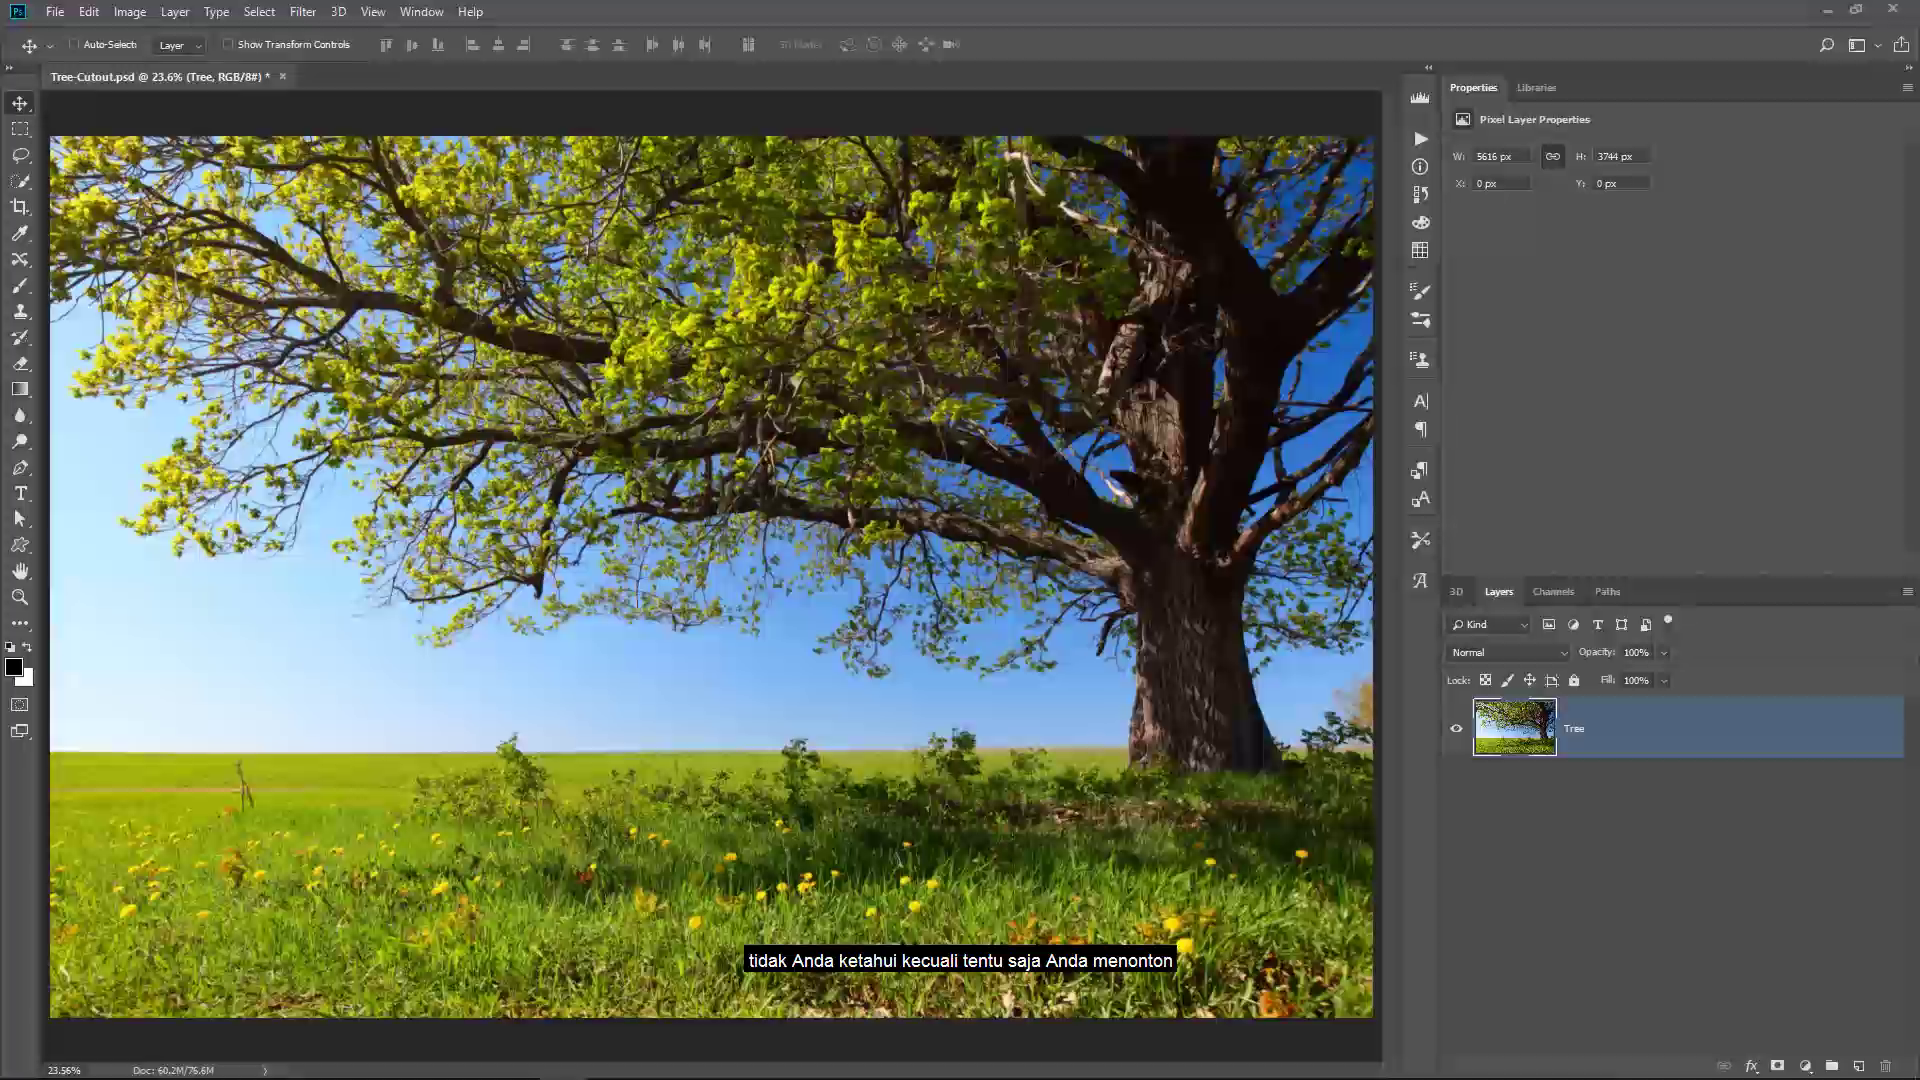 Ps File Edit Image Layer Type Select Filter 3D View Window Help
Auto-Select: Layer Show Transform Controls 3D Mode:
Tree-Cutout.psd @ 23.6% (Tree, RGB/8#) * ×
Properties Libraries
Pixel Layer Properties
W: 5616 px H: 3744 px
X: 0 px Y: 0 px
3D Layers Channels Paths
Kind
Normal Opacity: 100%
Lock: Fill: 100%
Tree
tidak Anda ketahui kecuali tentu saja Anda menonton
23.56% Doc: 60.2M/76.6M